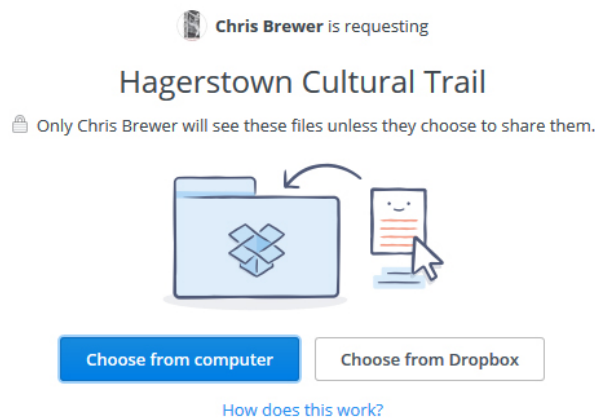 Chris Brewer is requesting
Hagerstown Cultural Trail
Only Chris Brewer will see these files unless they choose to share them.
Choose from computer
Choose from Dropbox
How does this work?